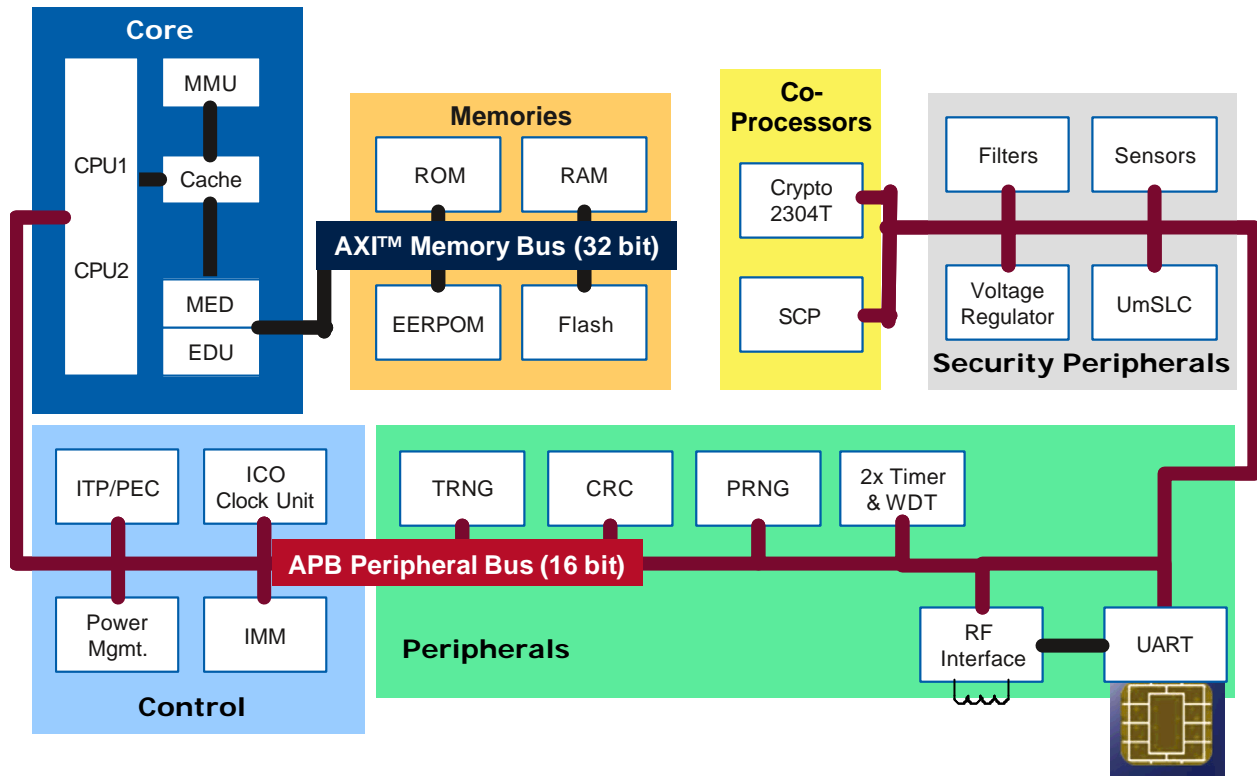 Core
MMU
CPU1
Cache
CPU2
MED
EDU
Memories
ROM
RAM
AXI™ Memory Bus (32 bit)
EERPOM
Flash
Co-
Processors
Crypto
2304T
SCP
Filters
Sensors
Voltage
Regulator
UmSLC
Security Peripherals
ITP/PEC
ICO
Clock Unit
Power
Mgmt.
IMM
Control
APB Peripheral Bus (16 bit)
TRNG
CRC
PRNG
2x Timer
& WDT
Peripherals
RF
Interface
UART